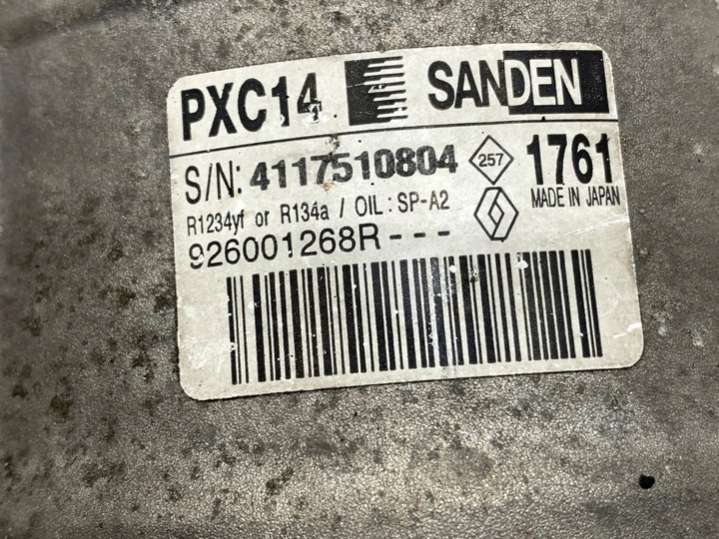 PXC14 SANDEN
S/N: 4117510804 257 1761
R1234yf or R134a / OIL : SP-A2 MADE IN JAPAN
926001268R---